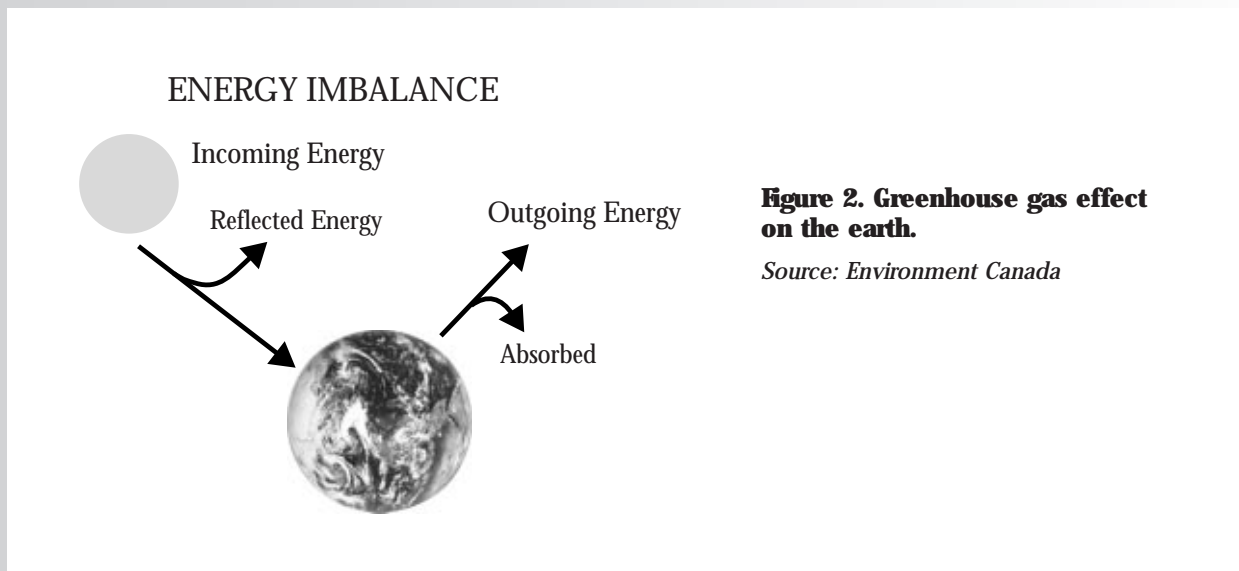 ENERGY IMBALANCE
Incoming Energy
Reflected Energy
Outgoing Energy
Absorbed
Figure 2. Greenhouse gas effect
on the earth.
Source: Environment Canada